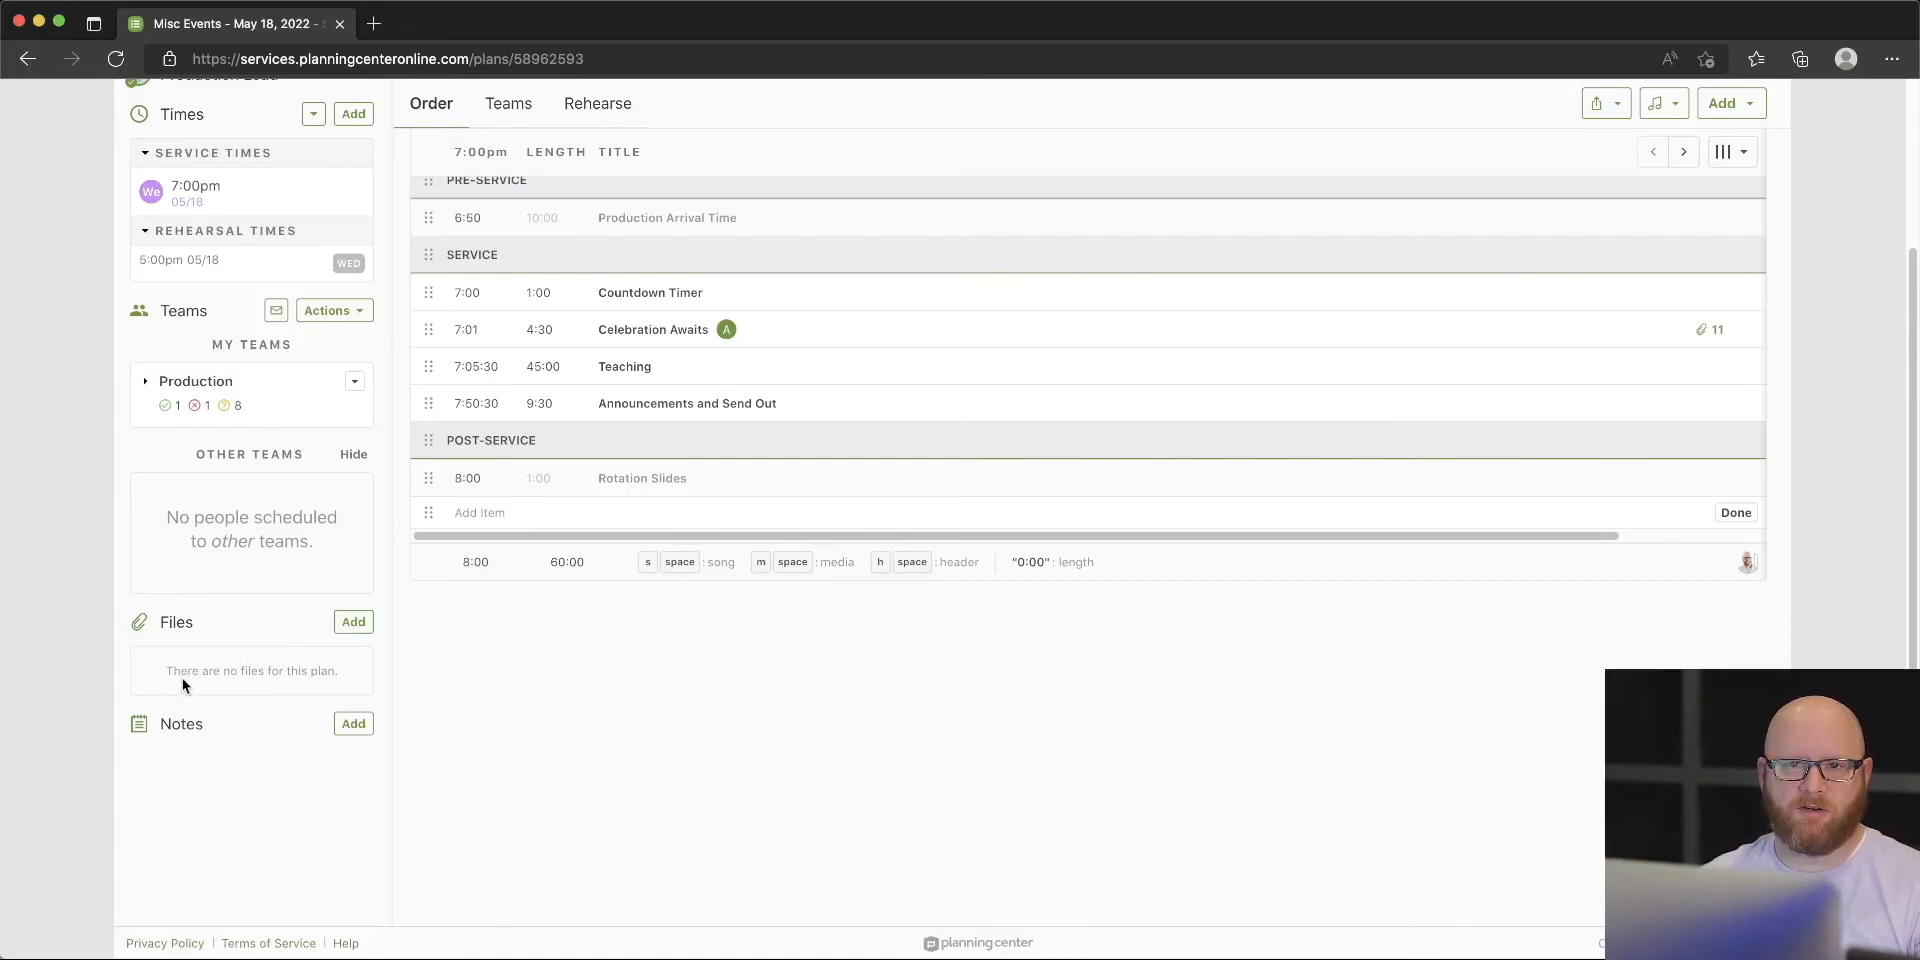 Misc Events - May 18, 2022 -
https://services.planningcenteronline.com/plans/58962593
Times
Add
SERVICE TIMES
We
7:00pm
05/18
REHEARSAL TIMES
5:00pm 05/18
WED
Teams
Actions
MY TEAMS
Production
1 1 8
OTHER TEAMS
Hide
No people scheduled
to other teams.
Files
Add
There are no files for this plan.
Notes
Add
Order Teams Rehearse
Add
7:00pm LENGTH TITLE
PRE-SERVICE
6:50 10:00 Production Arrival Time
SERVICE
7:00 1:00 Countdown Timer
7:01 4:30 Celebration Awaits A 11
7:05:30 45:00 Teaching
7:50:30 9:30 Announcements and Send Out
POST-SERVICE
8:00 1:00 Rotation Slides
Add Item Done
8:00 60:00 s space : song m space : media h space : header "0:00" : length
Privacy Policy | Terms of Service | Help
planning center